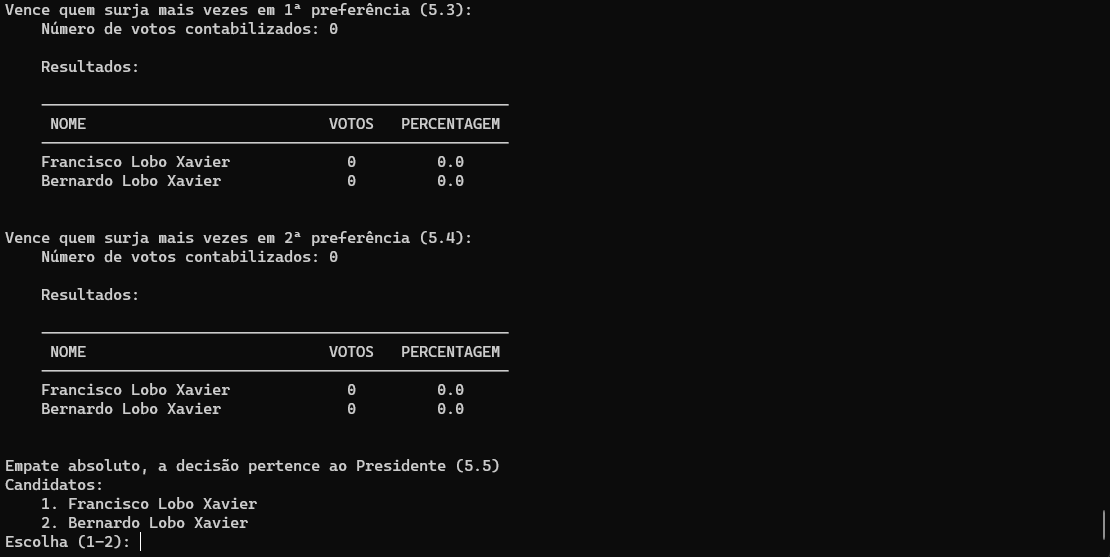 Vence quem surja mais vezes em 1ª preferência (5.3):
Número de votos contabilizados: 0
Resultados:
NOME VOTOS PERCENTAGEM
Francisco Lobo Xavier 0 0.0
Bernardo Lobo Xavier 0 0.0
Vence quem surja mais vezes em 2ª preferência (5.4):
Número de votos contabilizados: 0
Resultados:
NOME VOTOS PERCENTAGEM
Francisco Lobo Xavier 0 0.0
Bernardo Lobo Xavier 0 0.0
Empate absoluto, a decisão pertence ao Presidente (5.5)
Candidatos:
1. Francisco Lobo Xavier
2. Bernardo Lobo Xavier
Escolha (1-2):